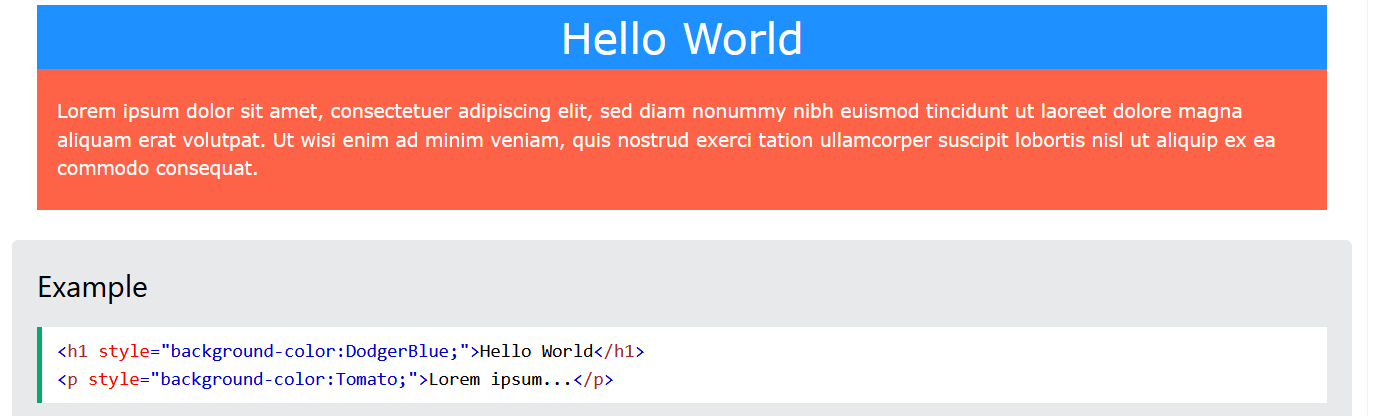 Hello World
Lorem ipsum dolor sit amet, consectetuer adipiscing elit, sed diam nonummy nibh euismod tincidunt ut laoreet dolore magna
aliquam erat volutpat. Ut wisi enim ad minim veniam, quis nostrud exerci tation ullamcorper suscipit lobortis nisl ut aliquip ex ea
commodo consequat.
Example
<h1 style="background-color:DodgerBlue;">Hello World</h1>
<p style="background-color:Tomato;">Lorem ipsum...</p>